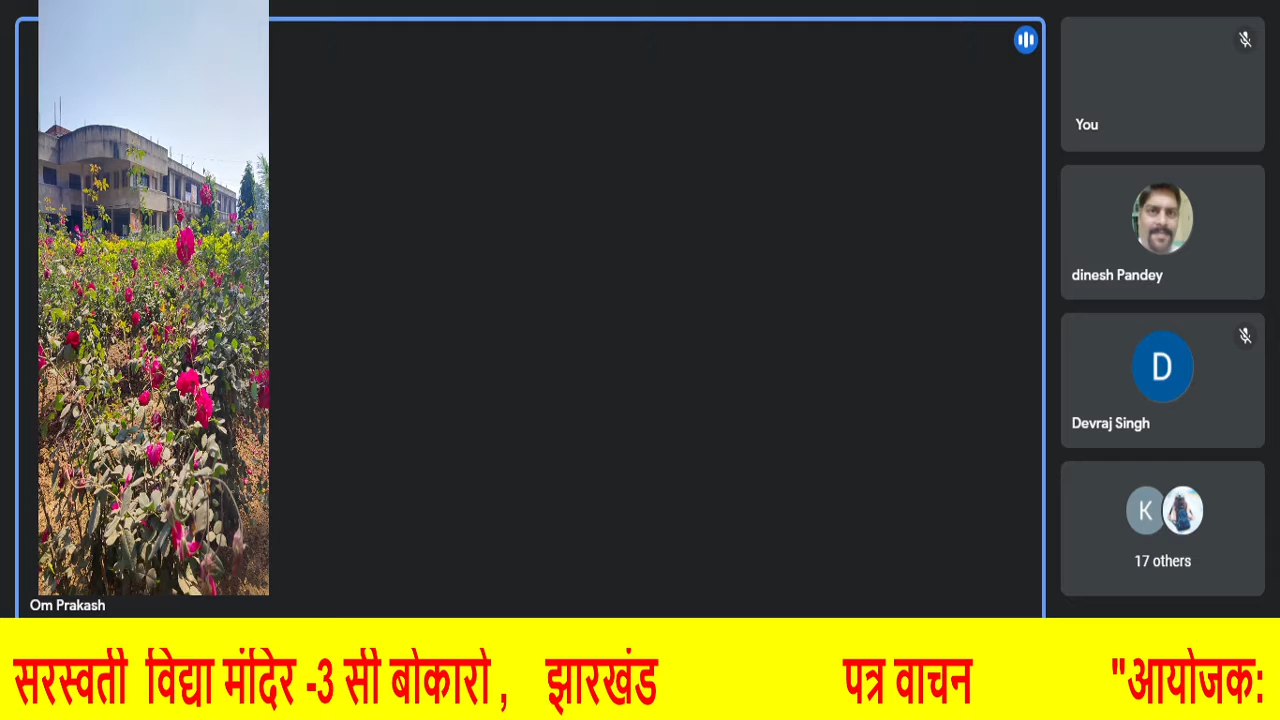 You
dinesh Pandey
D
Devraj Singh
K
17 others
Om Prakash
सरस्वती विद्या मंदिर -3 सी बोकारो , झारखंड पत्र वाचन "आयोजक: